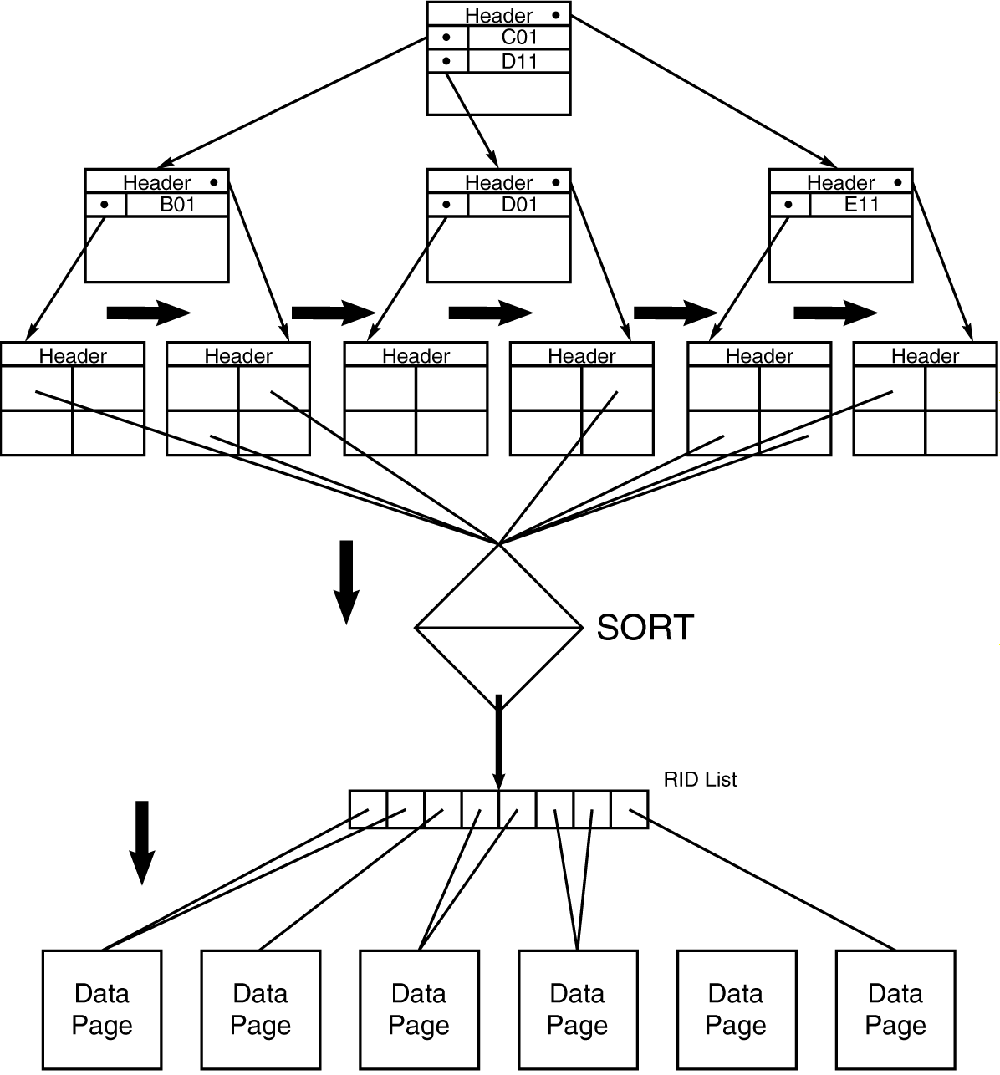 Header
C01
D11
Header
Header
Header
B01
D01
E11
Header
Header
Header
Header
Header
Header
SORT
RID List
Data
Page
Data
Page
Data
Page
Data
Page
Data
Page
Data
Page